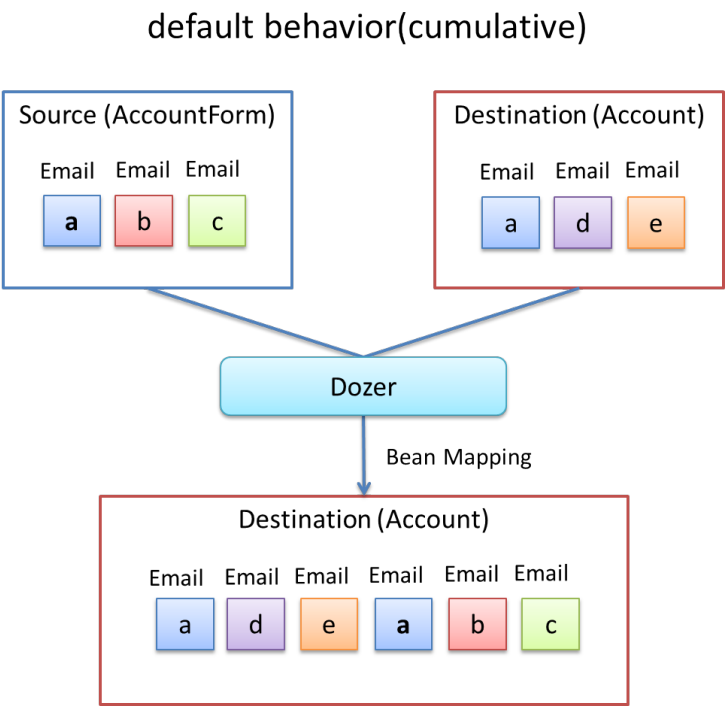 default behavior(cumulative)
Source (AccountForm)
Email Email Email
a b c
Destination (Account)
Email Email Email
a d e
Dozer
Bean Mapping
Destination (Account)
Email Email Email Email Email Email
a d e a b c